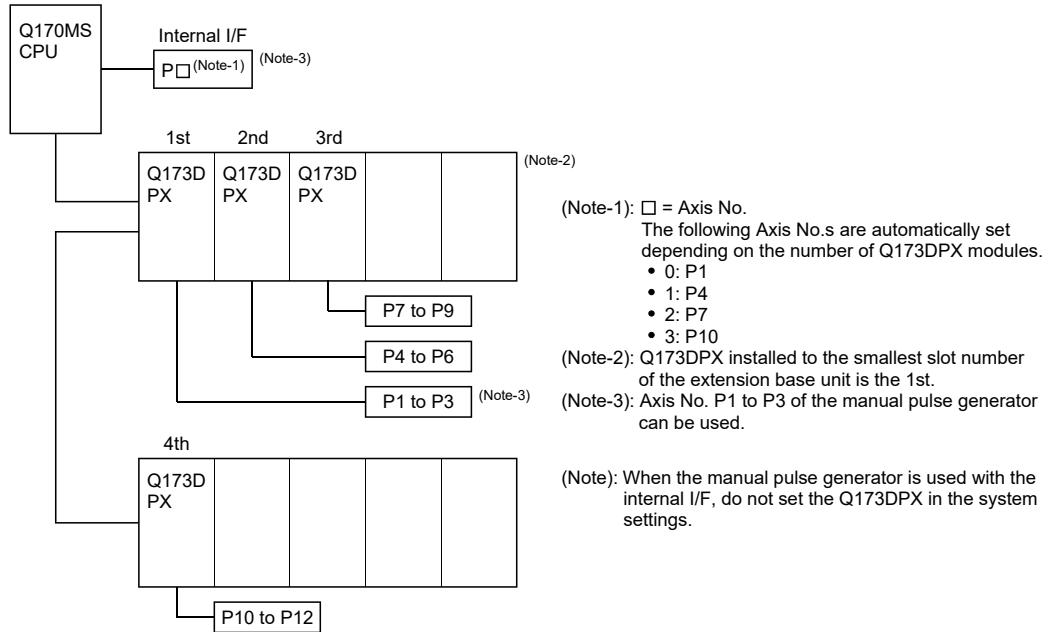 Q170MS
CPU
Internal I/F
P□(Note-1)
(Note-3)
1st
2nd
3rd
Q173D
PX
Q173D
PX
Q173D
PX
(Note-2)
P7 to P9
P4 to P6
P1 to P3
(Note-3)
4th
Q173D
PX
P10 to P12
(Note-1): □ = Axis No.
The following Axis No.s are automatically set
depending on the number of Q173DPX modules.
• 0: P1
• 1: P4
• 2: P7
• 3: P10
(Note-2): Q173DPX installed to the smallest slot number
of the extension base unit is the 1st.
(Note-3): Axis No. P1 to P3 of the manual pulse generator
can be used.
(Note): When the manual pulse generator is used with the
internal I/F, do not set the Q173DPX in the system
settings.